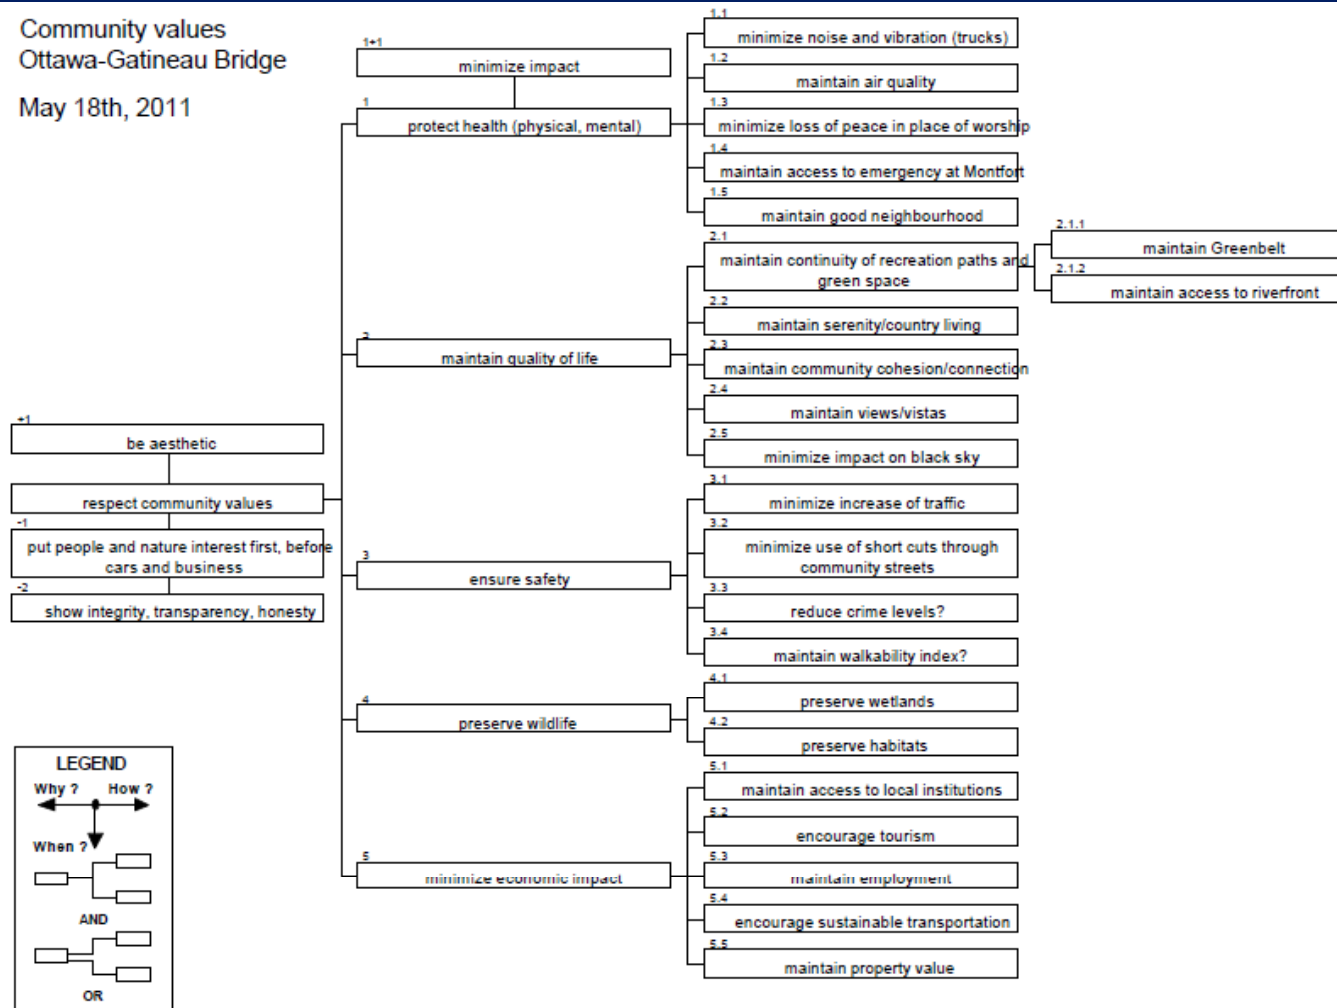 Community values
Ottawa-Gatineau Bridge
May 18th, 2011
+1
be aesthetic
respect community values
-1
put people and nature interest first, before
cars and business
-2
show integrity, transparency, honesty
1+1
minimize impact
1
protect health (physical, mental)
1.1
minimize noise and vibration (trucks)
1.2
maintain air quality
1.3
minimize loss of peace in place of worship
1.4
maintain access to emergency at Montfort
1.5
maintain good neighbourhood
2
maintain quality of life
2.1
maintain continuity of recreation paths and
green space
2.1.1
maintain Greenbelt
2.1.2
maintain access to riverfront
2.2
maintain serenity/country living
2.3
maintain community cohesion/connection
2.4
maintain views/vistas
2.5
minimize impact on black sky
3
ensure safety
3.1
minimize increase of traffic
3.2
minimize use of short cuts through
community streets
3.3
reduce crime levels?
3.4
maintain walkability index?
4
preserve wildlife
4.1
preserve wetlands
4.2
preserve habitats
5
minimize economic impact
5.1
maintain access to local institutions
5.2
encourage tourism
5.3
maintain employment
5.4
encourage sustainable transportation
5.5
maintain property value
LEGEND
Why ? How ?
When ?
AND
OR